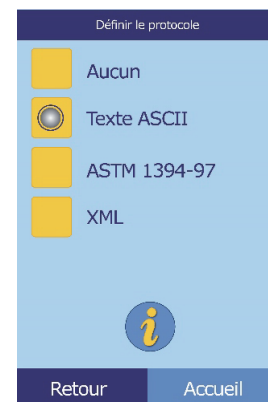 Définir le protocole
Aucun
Texte ASCII
ASTM 1394-97
XML
i
Retour
Accueil